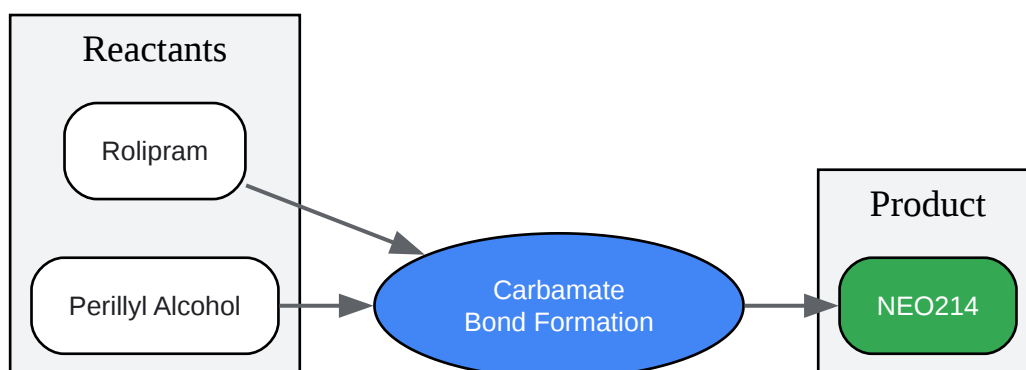 Reactants
Rolipram
Perillyl Alcohol
Carbamate
Bond Formation
Product
NEO214